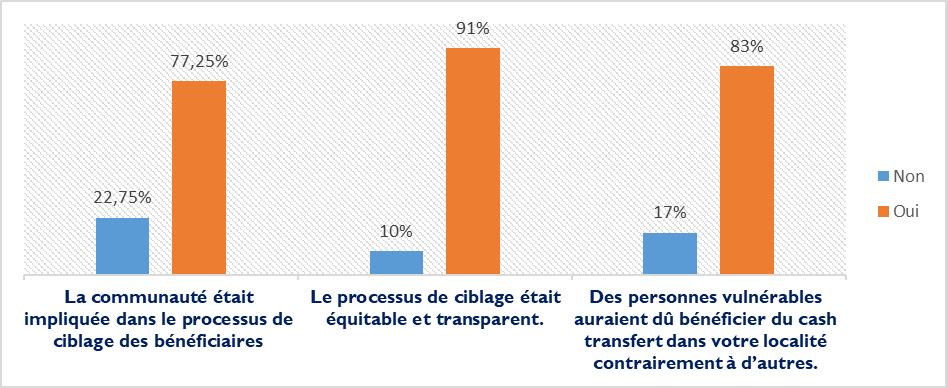 91%
83%
77,25%
22,75%
17%
10%
Non
Oui
La communauté était
impliquée dans le processus de
ciblage des bénéficiaires
Le processus de ciblage était
équitable et transparent.
Des personnes vulnérables
auraient dû bénéficier du cash
transfert dans votre localité
contrairement à d’autres.